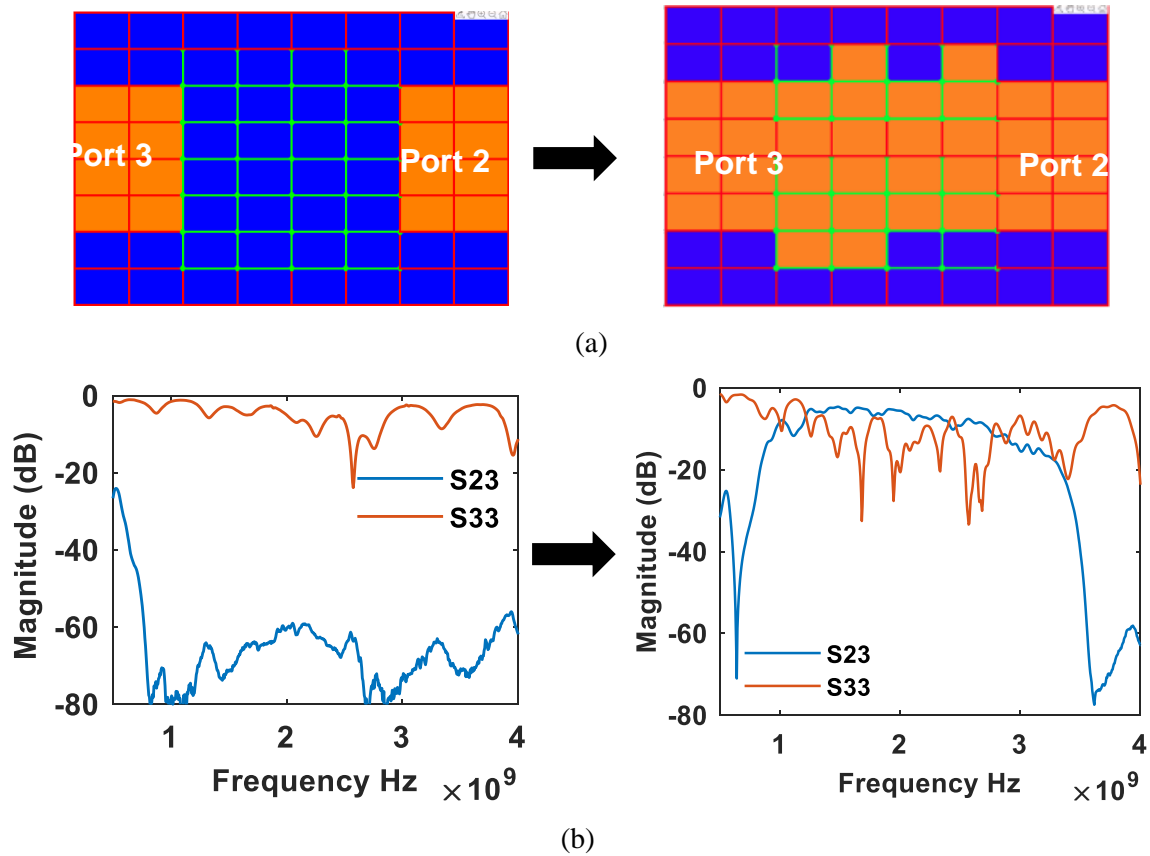 Port 3
Port 2
Port 3
Port 2
(a)
0
-20
-40
-60
-80
Magnitude (dB)
S23
S33
1
2
3
4
Frequency Hz
×10^9
0
-20
-40
-60
-80
Magnitude (dB)
S23
S33
1
2
3
4
Frequency Hz
×10^9
(b)